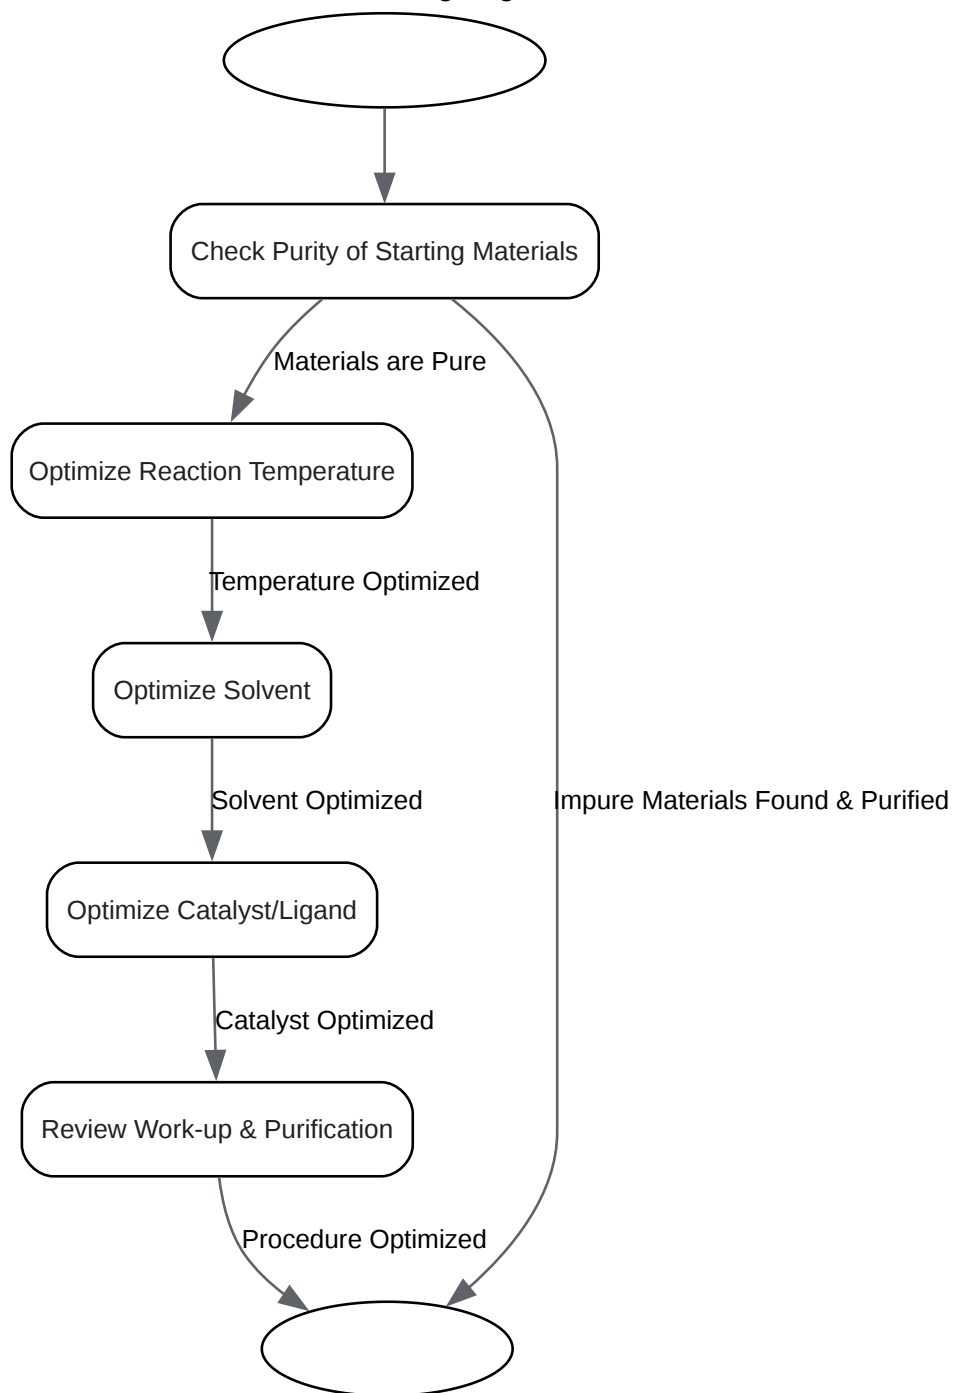 Check Purity of Starting Materials
Materials are Pure
Optimize Reaction Temperature
Temperature Optimized
Optimize Solvent
Solvent Optimized
Impure Materials Found & Purified
Optimize Catalyst/Ligand
Catalyst Optimized
Review Work-up & Purification
Procedure Optimized